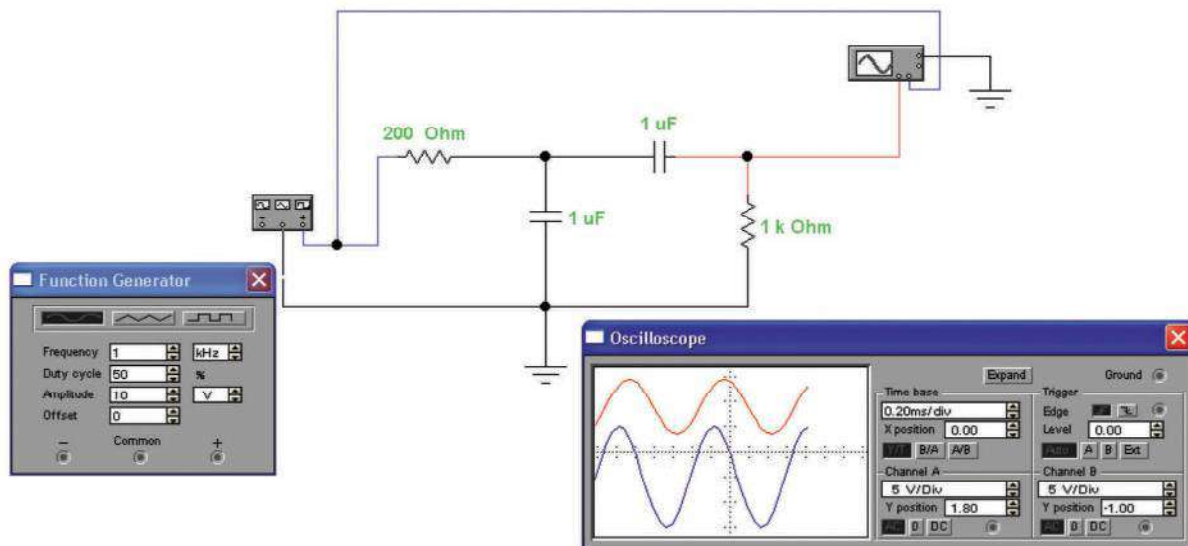 200 Ohm
1 uF
1 uF
1 k Ohm
- +
Function Generator
Frequency 1 kHz
Duty cycle 50 %
Amplitude 10 V
Offset 0
- Common +
Oscilloscope
Expand Ground
Time base Trigger
0.20ms/div Edge
X position 0.00 Level 0.00
Y/T B/A A/B Auto A B Ext
Channel A Channel B
5 V/Div 5 V/Div
Y position 1.80 Y position -1.00
AC 0 DC AC 0 DC